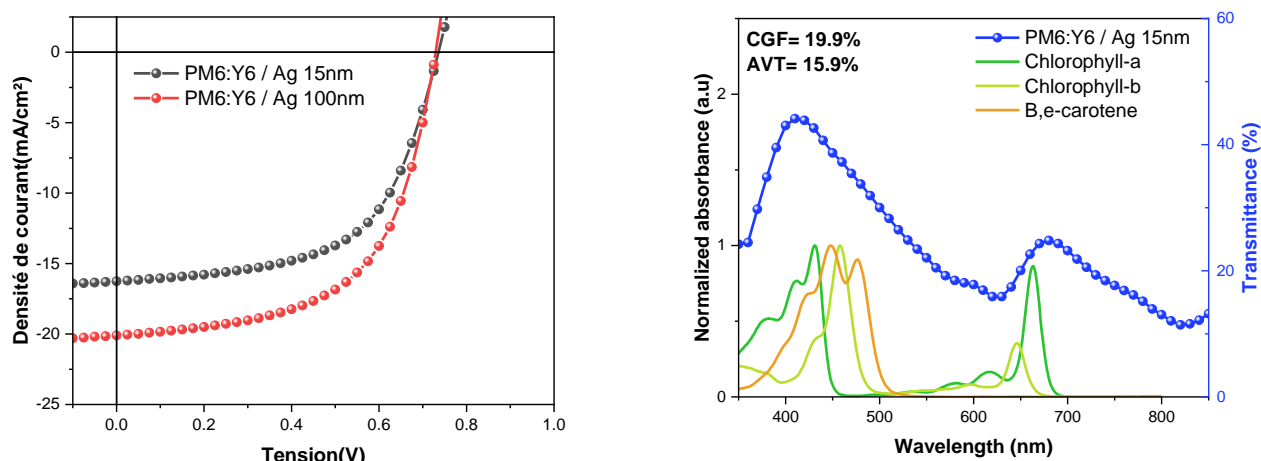 0
-5
-10
-15
-20
-25
0.0 0.2 0.4 0.6 0.8 1.0
Densité de courant(mA/cm²)
Tension(V)
PM6:Y6 / Ag 15nm
PM6:Y6 / Ag 100nm
CGF= 19.9%
AVT= 15.9%
PM6:Y6 / Ag 15nm
Chlorophyll-a
Chlorophyll-b
B,e-carotene
2
1
0
Normalized absorbance (a.u)
400 500 600 700 800
Wavelength (nm)
60
40
20
0
Transmittance (%)